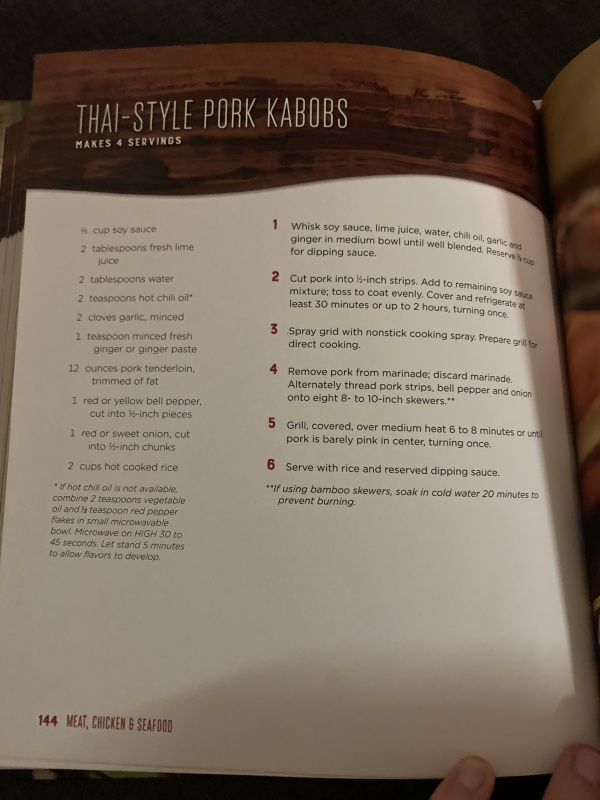 THAI-STYLE PORK KABOBS
MAKES 4 SERVINGS
cup soy sauce
2 tablespoons fresh lime
juice
2 tablespoons water
2 teaspoons hot chili oil*
2 cloves garlic, minced
1 teaspoon minced fresh
ginger or ginger paste
12 ounces pork tenderloin,
trimmed of fat
1 red or yellow bell pepper,
cut into ½-inch pieces
1 red or sweet onion, cut
into ½-inch chunks
2 cups hot cooked rice
* If hot chili oil is not available,
combine 2 teaspoons vegetable
oil and ½ teaspoon red pepper
flakes in small microwavable
bowl. Microwave on HIGH 30 to
45 seconds. Let stand 5 minutes
to allow flavors to develop.
1 Whisk soy sauce, lime juice, water, chili oil, garlic and
ginger in medium bowl until well blended. Reserve ⅓ cup
for dipping sauce.
2 Cut pork into ½-inch strips. Add to remaining soy sauce
mixture; toss to coat evenly. Cover and refrigerate at
least 30 minutes or up to 2 hours, turning once.
3 Spray grid with nonstick cooking spray. Prepare grill for
direct cooking.
4 Remove pork from marinade; discard marinade.
Alternately thread pork strips, bell pepper and onion
onto eight 8- to 10-inch skewers.**
5 Grill, covered, over medium heat 6 to 8 minutes or until
pork is barely pink in center, turning once.
6 Serve with rice and reserved dipping sauce.
**If using bamboo skewers, soak in cold water 20 minutes to
prevent burning.
144 MEAT, CHICKEN & SEAFOOD